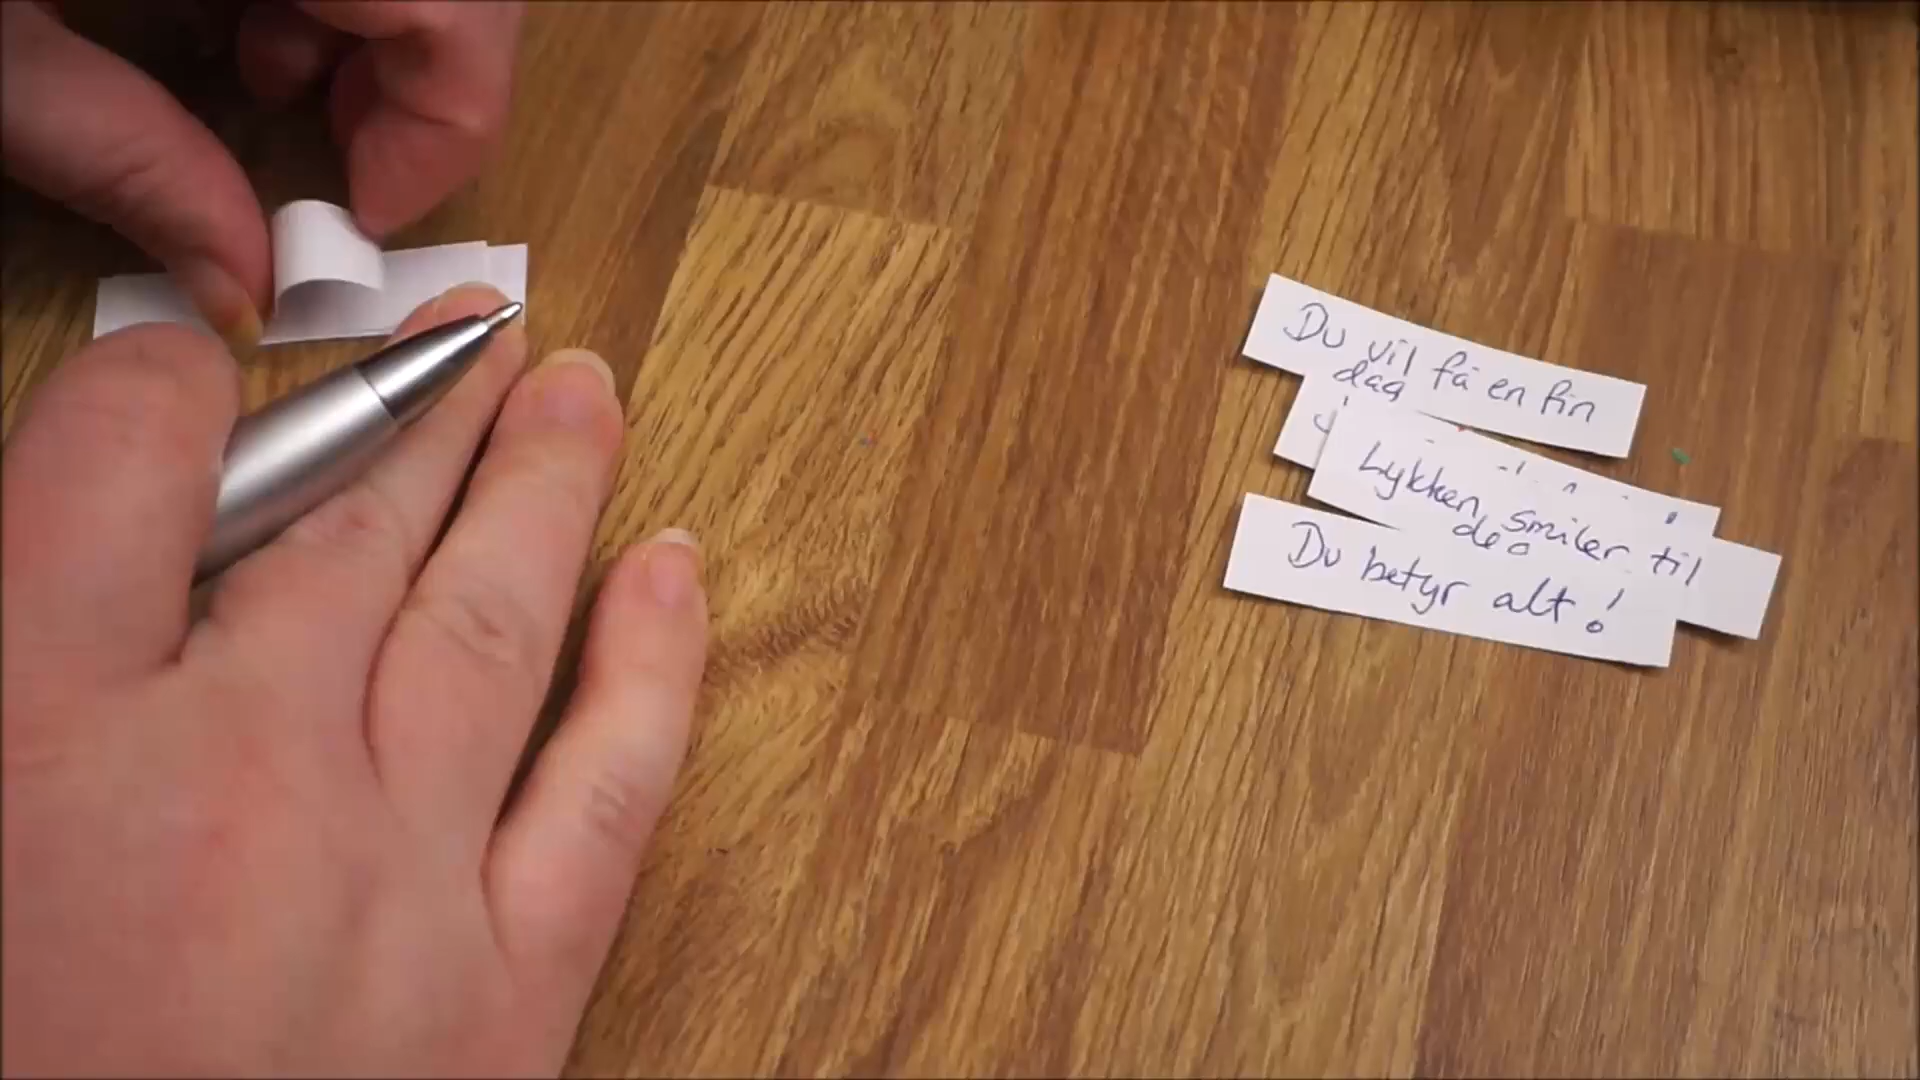 Du vil få en fin
dag
Lykken smiler til
deg
Du betyr alt!